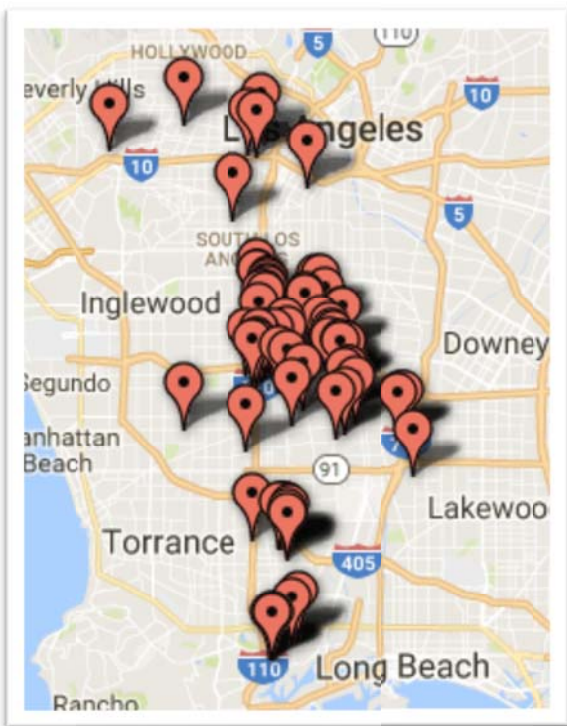 110
HOLLYWOOD
5
everly Hills
10
Los Angeles
10
5
SOUTH LOS
ANGELES
Inglewood
Downey
Segundo
anhattan
Beach
91
Lakewoo
Torrance
405
110
Long Beach
Rancho